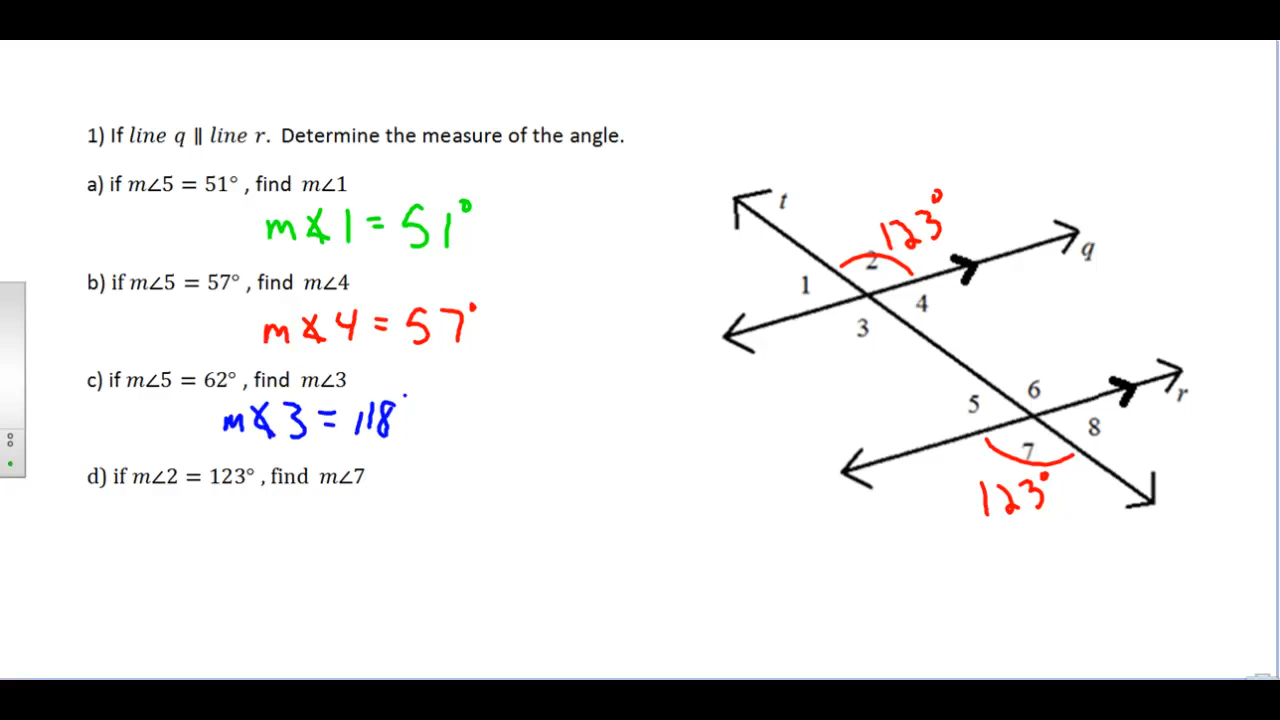 1) If line q ∥ line r. Determine the measure of the angle.
a) if m∠5 = 51° , find m∠1
m∠1 = 51°
b) if m∠5 = 57° , find m∠4
m∠4 = 57°
c) if m∠5 = 62° , find m∠3
m∠3 = 118°
d) if m∠2 = 123° , find m∠7
t
123°
2
q
1
4
3
6
5
r
8
7
123°